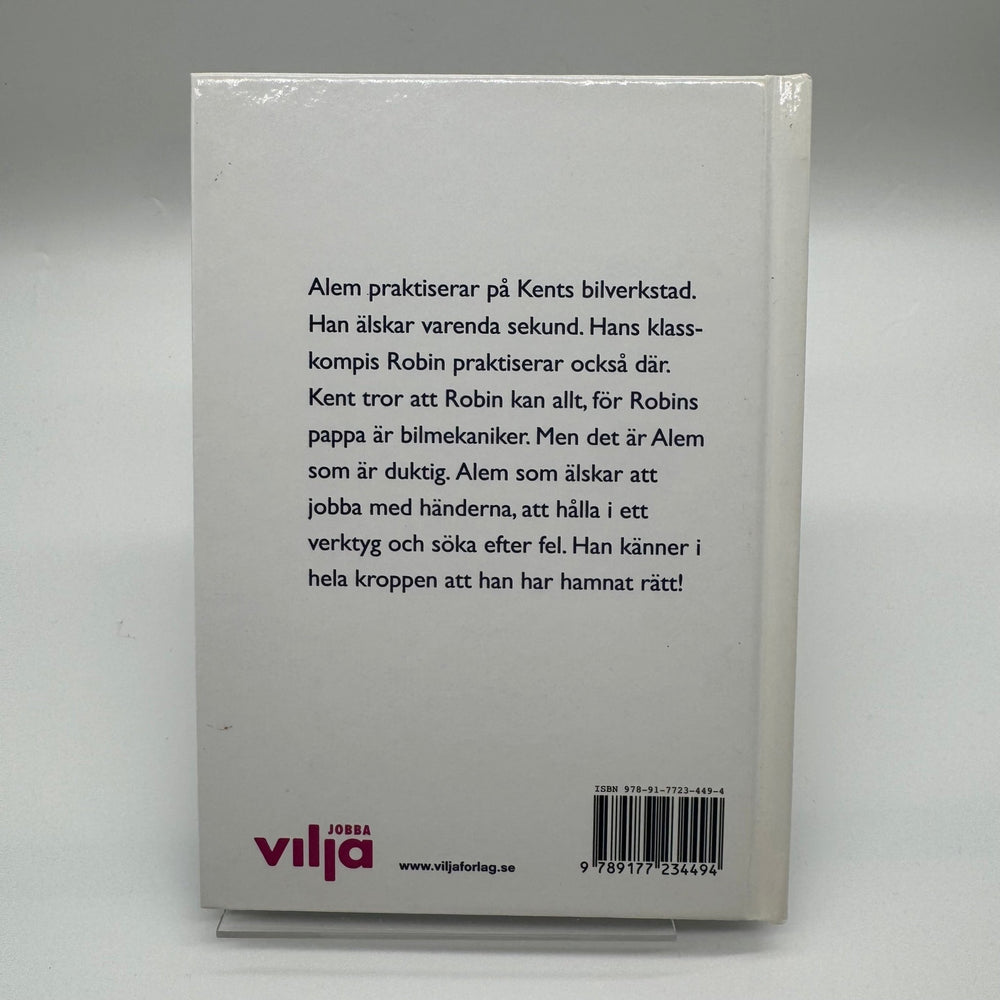 Alem praktiserar på Kents bilverkstad.
Han älskar varenda sekund. Hans klass-
kompis Robin praktiserar också där.
Kent tror att Robin kan allt, för Robins
pappa är bilmekaniker. Men det är Alem
som är duktig. Alem som älskar att
jobba med händerna, att hålla i ett
verktyg och söka efter fel. Han känner i
hela kroppen att han har hamnat rätt!
ISBN 978-91-7723-449-4
JOBBA
vilja
www.viljaforlag.se
9 789177 234494